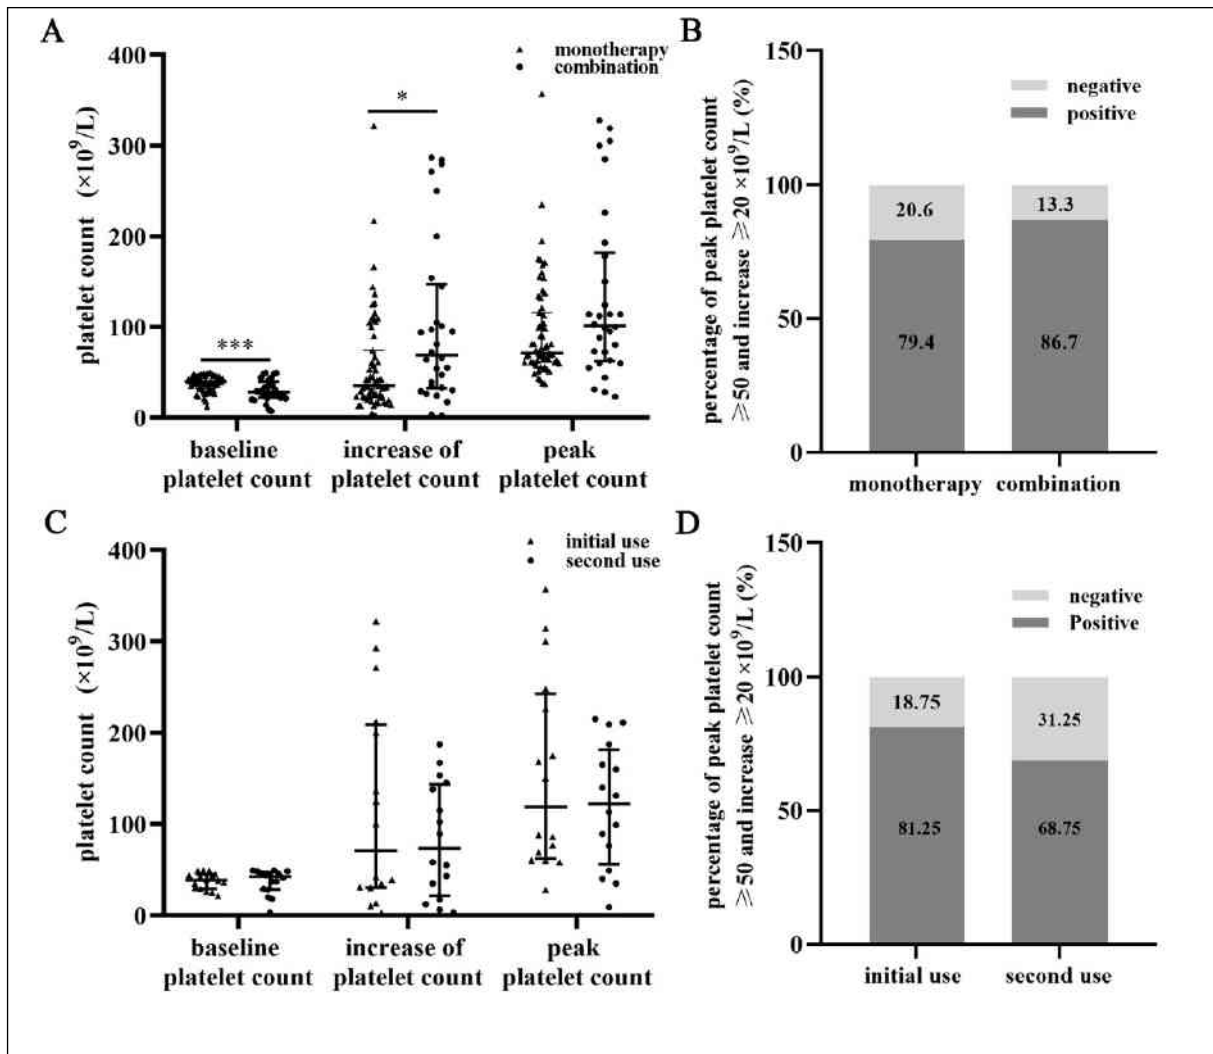 A
400
300
200
100
0
platelet count (×10⁹/L)
monotherapy
combination
*
***
baseline
platelet count
increase of
platelet count
peak
platelet count
B
150
100
50
0
percentage of peak platelet count
≥50 and increase ≥20 ×10⁹/L (%)
negative
positive
20.6
13.3
79.4
86.7
monotherapy
combination
C
400
300
200
100
0
platelet count (×10⁹/L)
initial use
second use
baseline
platelet count
increase of
platelet count
peak
platelet count
D
150
100
50
0
percentage of peak platelet count
≥50 and increase ≥20 ×10⁹/L (%)
negative
Positive
18.75
31.25
81.25
68.75
initial use
second use